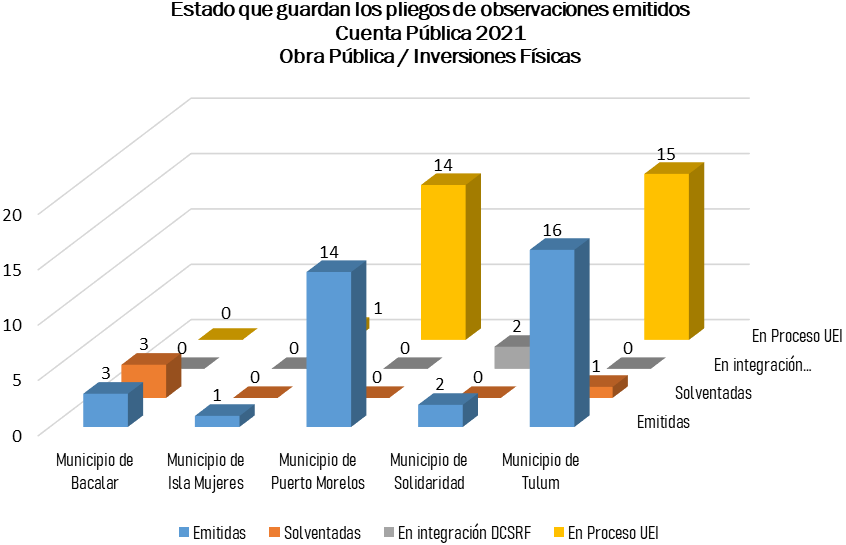 Estado que guardan los pliegos de observaciones emitidos
Cuenta Pública 2021
Obra Pública / Inversiones Físicas
20
15
10
5
0
0
1
14
15
0
0
0
2
0
3
0
0
0
1
3
1
14
2
16
En Proceso UEI
En integración...
Solventadas
Emitidas
Municipio de
Bacalar
Municipio de
Isla Mujeres
Municipio de
Puerto Morelos
Municipio de
Solidaridad
Municipio de
Tulum
Emitidas
Solventadas
En integración DCSRF
En Proceso UEI